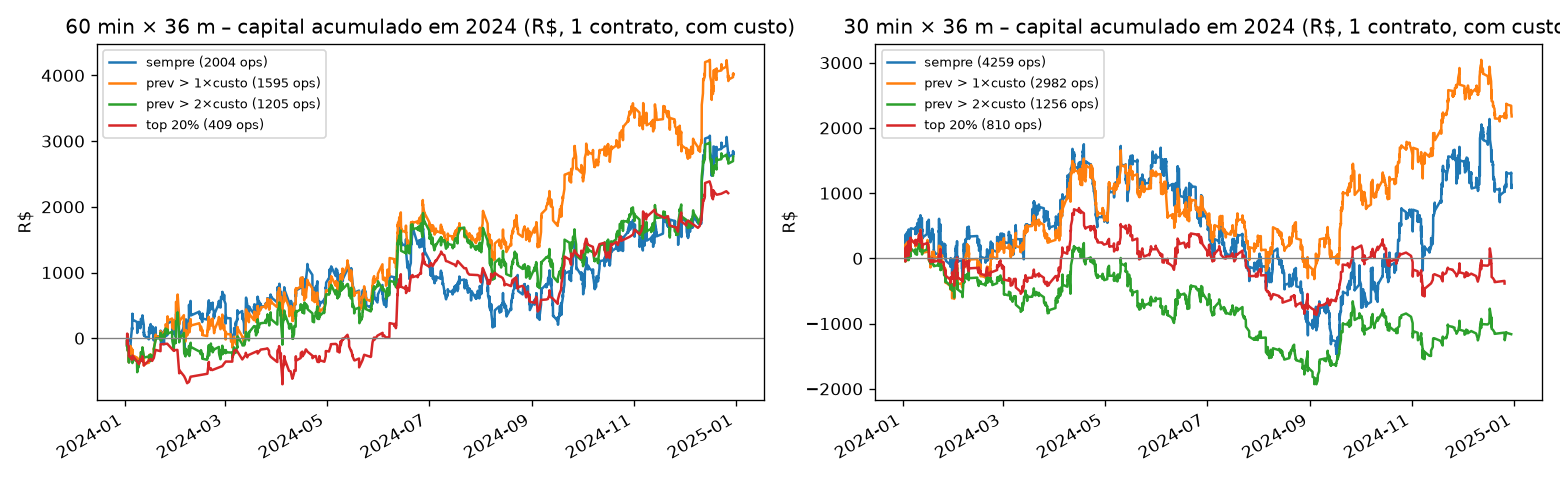 60 min × 36 m – capital acumulado em 2024 (R$, 1 contrato, com custo)
sempre (2004 ops)
prev > 1×custo (1595 ops)
prev > 2×custo (1205 ops)
top 20% (409 ops)
R$
4000
3000
2000
1000
0
2024-01
2024-03
2024-05
2024-07
2024-09
2024-11
2025-01
30 min × 36 m – capital acumulado em 2024 (R$, 1 contrato, com custo
sempre (4259 ops)
prev > 1×custo (2982 ops)
prev > 2×custo (1256 ops)
top 20% (810 ops)
R$
3000
2000
1000
0
−1000
−2000
2024-01
2024-03
2024-05
2024-07
2024-09
2024-11
2025-01